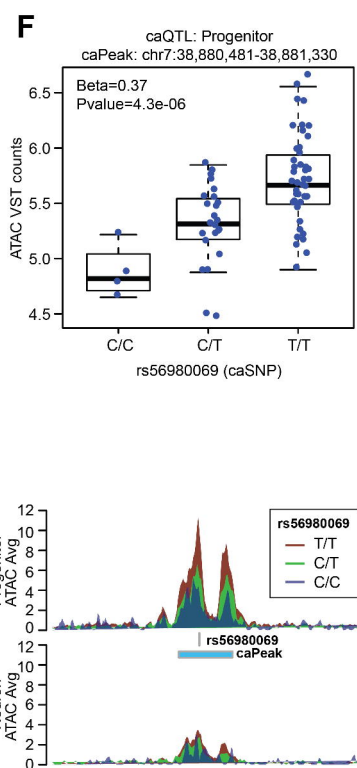 F
caQTL: Progenitor
caPeak: chr7:38,880,481-38,881,330
Beta=0.37
Pvalue=4.3e-06
ATAC VST counts
6.5
6.0
5.5
5.0
4.5
C/C C/T T/T
rs56980069 (caSNP)
ATAC Avg
12
10
8
6
4
2
0
rs56980069
T/T
C/T
C/C
rs56980069
caPeak
ATAC Avg
12
10
8
6
4
2
0